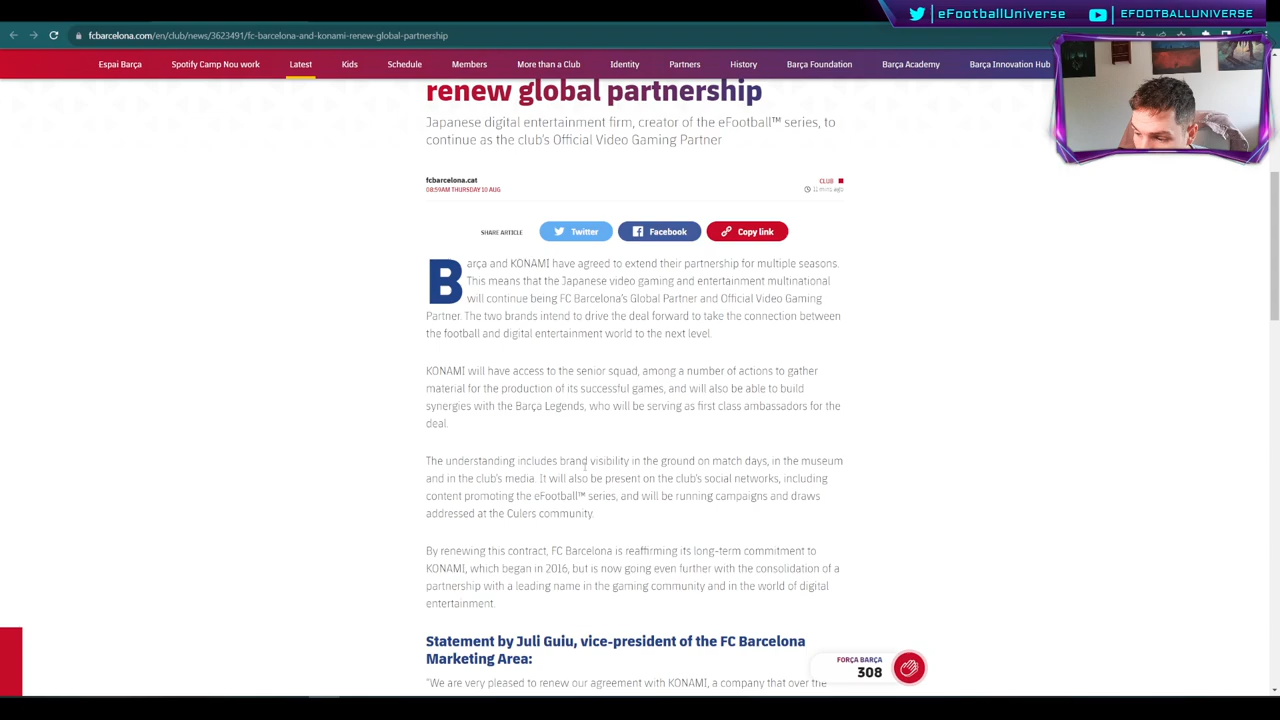 eFootballUniverse
EFOOTBALLUNIVERSE
fcbarcelona.com/en/club/news/3623491/fc-barcelona-and-konami-renew-global-partnership
Espai Barça Spotify Camp Nou work Latest Kids Schedule Members More than a Club Identity Partners History Barça Foundation Barça Academy Barça Innovation Hub
renew global partnership
Japanese digital entertainment firm, creator of the eFootball™ series, to
continue as the club's Official Video Gaming Partner
fcbarcelona.cat
08:59AM THURSDAY 10 AUG
CLUB
11 mins ago
SHARE ARTICLE Twitter Facebook Copy link
Barça and KONAMI have agreed to extend their partnership for multiple seasons.
This means that the Japanese video gaming and entertainment multinational
will continue being FC Barcelona's Global Partner and Official Video Gaming
Partner. The two brands intend to drive the deal forward to take the connection between
the football and digital entertainment world to the next level.
KONAMI will have access to the senior squad, among a number of actions to gather
material for the production of its successful games, and will also be able to build
synergies with the Barça Legends, who will be serving as first class ambassadors for the
deal.
The understanding includes brand visibility in the ground on match days, in the museum
and in the club's media. It will also be present on the club's social networks, including
content promoting the eFootball™ series, and will be running campaigns and draws
addressed at the Culers community.
By renewing this contract, FC Barcelona is reaffirming its long-term commitment to
KONAMI, which began in 2016, but is now going even further with the consolidation of a
partnership with a leading name in the gaming community and in the world of digital
entertainment.
Statement by Juli Guiu, vice-president of the FC Barcelona
Marketing Area:
"We are very pleased to renew our agreement with KONAMI, a company that over the
FORÇA BARÇA
308